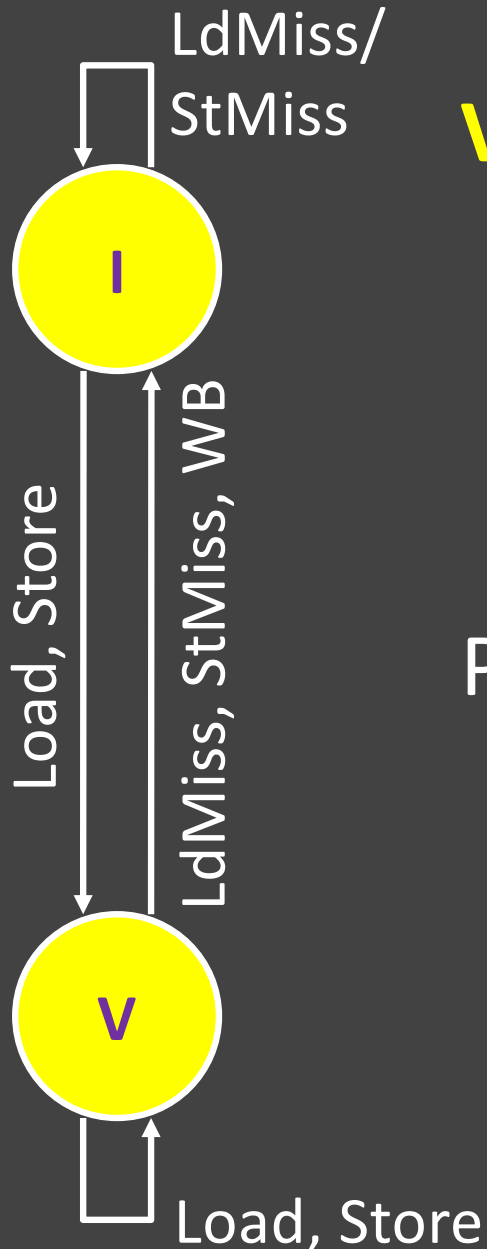 LdMiss/
StMiss
V
I
Load, Store
LdMiss, StMiss, WB
P
V
Load, Store